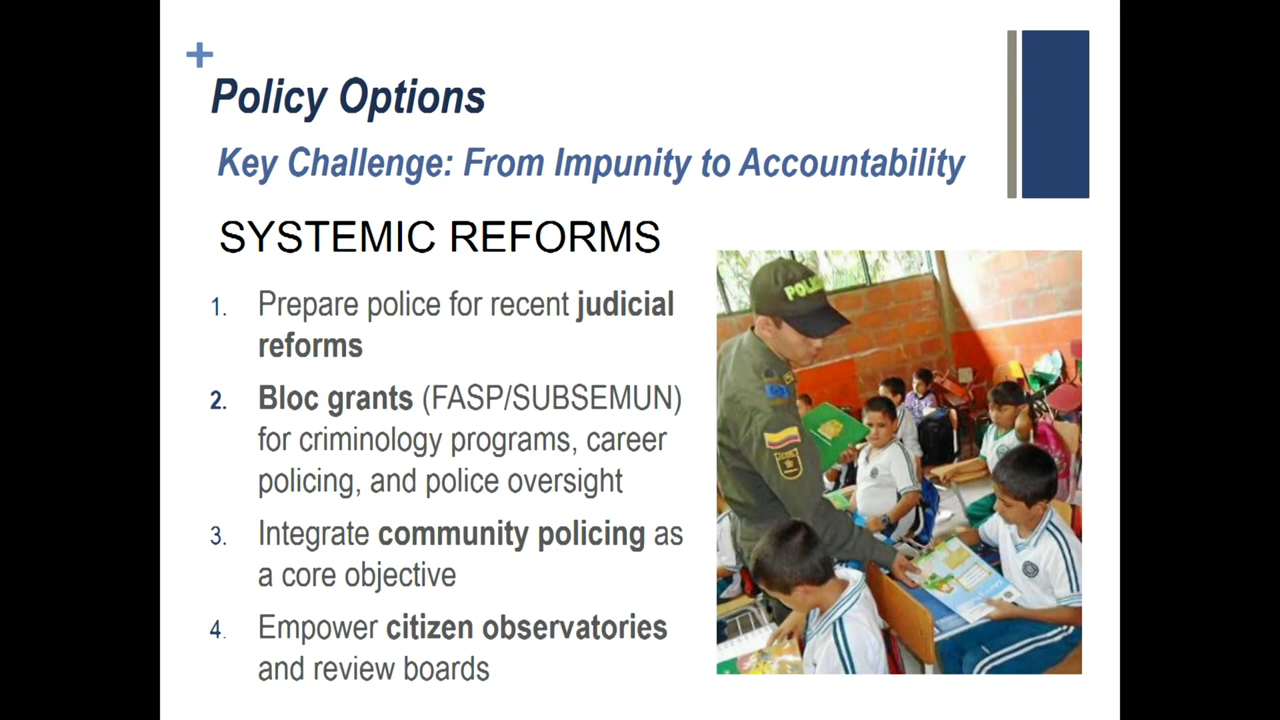 +
Policy Options
Key Challenge: From Impunity to Accountability
SYSTEMIC REFORMS
1. Prepare police for recent judicial
reforms
2. Bloc grants (FASP/SUBSEMUN)
for criminology programs, career
policing, and police oversight
3. Integrate community policing as
a core objective
4. Empower citizen observatories
and review boards